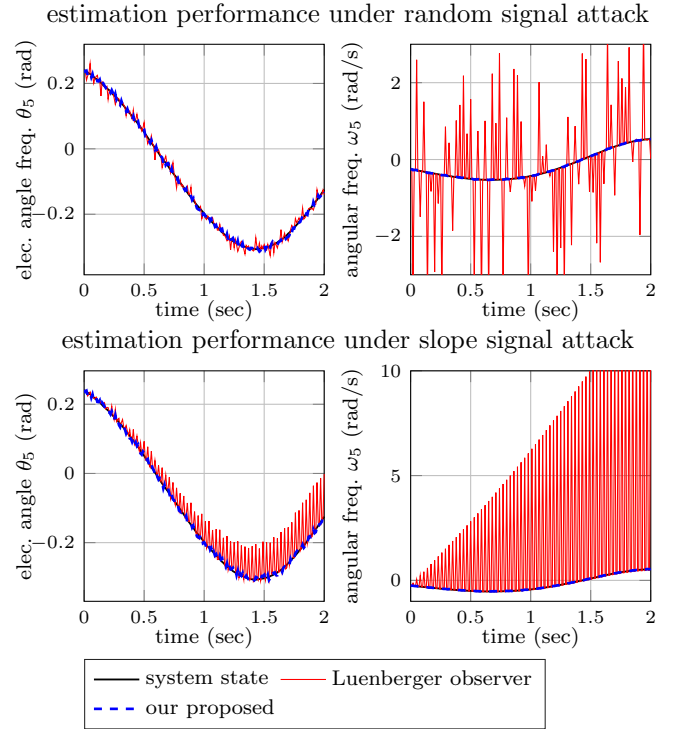 estimation performance under random signal attack
elec. angle freq. θ5 (rad)
0.2
0
−0.2
0 0.5 1 1.5 2
time (sec)
angular freq. ω5 (rad/s)
2
0
−2
0 0.5 1 1.5 2
time (sec)
estimation performance under slope signal attack
elec. angle θ5 (rad)
0.2
0
−0.2
0 0.5 1 1.5 2
time (sec)
angular freq. ω5 (rad/s)
10
5
0
0 0.5 1 1.5 2
time (sec)
system state
Luenberger observer
our proposed